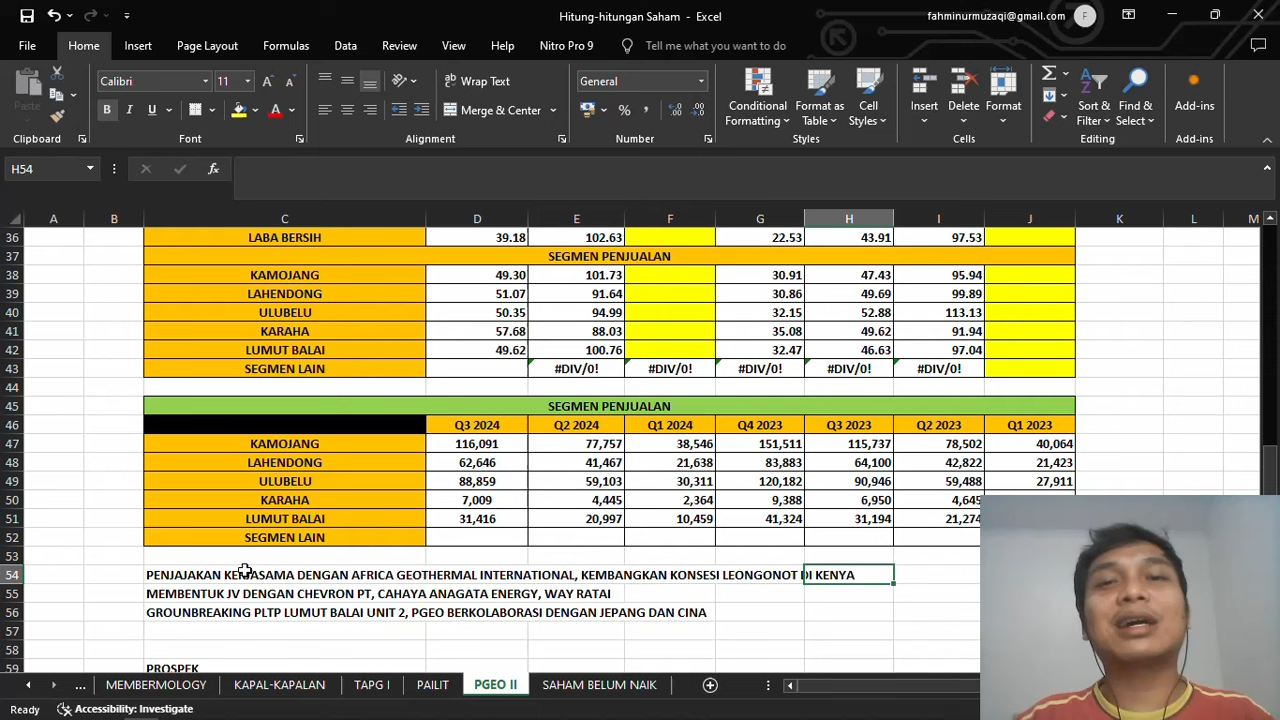 Hitung-hitungan Saham - Excel
fahminurmuzaqi@gmail.com
F
File Home Insert Page Layout Formulas Data Review View Help Nitro Pro 9 Tell me what you want to do
Paste
Calibri 11 A A
B I U A
Wrap Text
Merge & Center
General
% ,
Conditional Formatting
Format as Table
Cell Styles
Insert
Delete
Format
Sort & Filter
Find & Select
Add-ins
Clipboard Font Alignment Number Styles Cells Editing Add-ins
H54 fx
A B C D E F G H I J K L M
36 LABA BERSIH 39.18 102.63 22.53 43.91 97.53
37 SEGMEN PENJUALAN
38 KAMOJANG 49.30 101.73 30.91 47.43 95.94
39 LAHENDONG 51.07 91.64 30.86 49.69 99.89
40 ULUBELU 50.35 94.99 32.15 52.88 113.13
41 KARAHA 57.68 88.03 35.08 49.62 91.94
42 LUMUT BALAI 49.62 100.76 32.47 46.63 97.04
43 SEGMEN LAIN #DIV/0! #DIV/0! #DIV/0! #DIV/0! #DIV/0!
44
45 SEGMEN PENJUALAN
46 Q3 2024 Q2 2024 Q1 2024 Q4 2023 Q3 2023 Q2 2023 Q1 2023
47 KAMOJANG 116,091 77,757 38,546 151,511 115,737 78,502 40,064
48 LAHENDONG 62,646 41,467 21,638 83,883 64,100 42,822 21,423
49 ULUBELU 88,859 59,103 30,311 120,182 90,946 59,488 27,911
50 KARAHA 7,009 4,445 2,364 9,388 6,950 4,645
51 LUMUT BALAI 31,416 20,997 10,459 41,324 31,194 21,274
52 SEGMEN LAIN
53
54 PENJAJAKAN KERJASAMA DENGAN AFRICA GEOTHERMAL INTERNATIONAL, KEMBANGKAN KONSESI LEONGONOT DI KENYA
55 MEMBENTUK JV DENGAN CHEVRON PT, CAHAYA ANAGATA ENERGY, WAY RATAI
56 GROUNBREAKING PLTP LUMUT BALAI UNIT 2, PGEO BERKOLABORASI DENGAN JEPANG DAN CINA
57
58
59 PROSPEK
... MEMBERMOLOGY KAPAL-KAPALAN TAPG I PAILIT PGEO II SAHAM BELUM NAIK
Ready Accessibility: Investigate